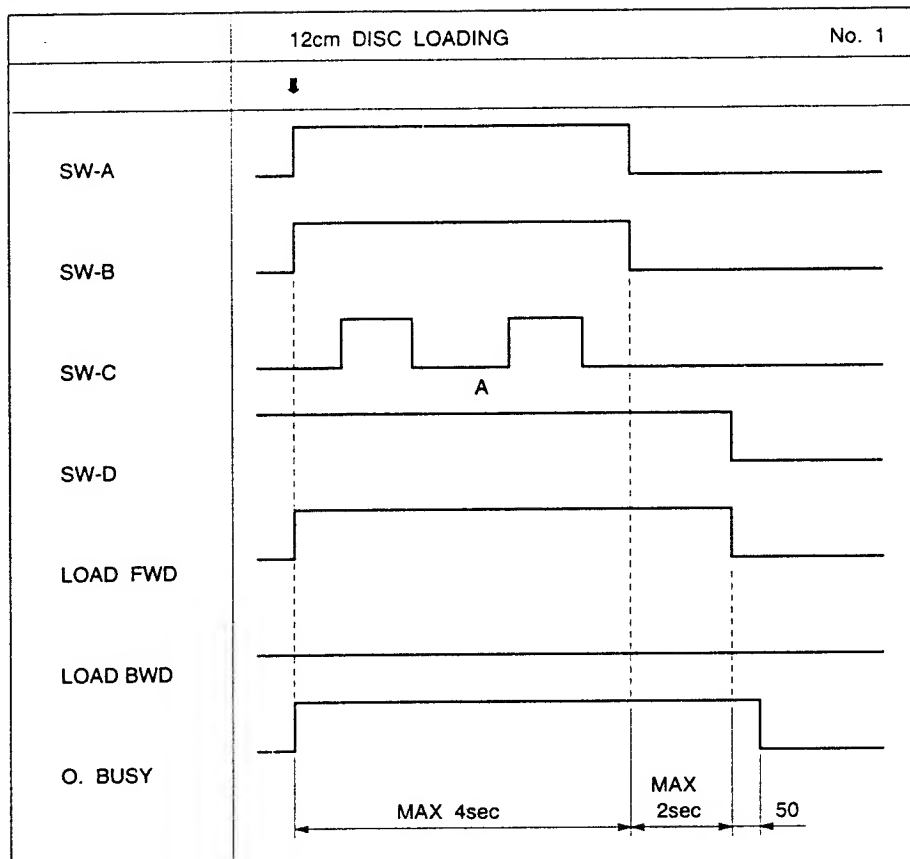 12cm DISC LOADING No. 1
SW-A
SW-B
SW-C
A
SW-D
LOAD FWD
LOAD BWD
O. BUSY
MAX 4sec
MAX
2sec
50